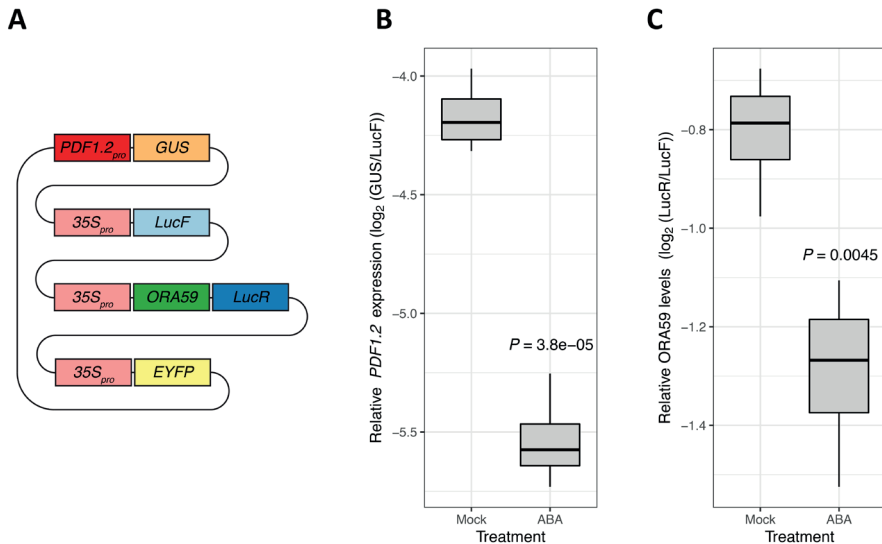 A
PDF1.2pro GUS
35Spro LucF
35Spro ORA59 LucR
35Spro EYFP
B
Relative PDF1.2 expression (log2 (GUS/LucF))
−4.0
−4.5
−5.0
−5.5
P = 3.8e−05
Mock ABA
Treatment
C
Relative ORA59 levels (log2 (LucR/LucF))
−0.8
−1.0
−1.2
−1.4
P = 0.0045
Mock ABA
Treatment